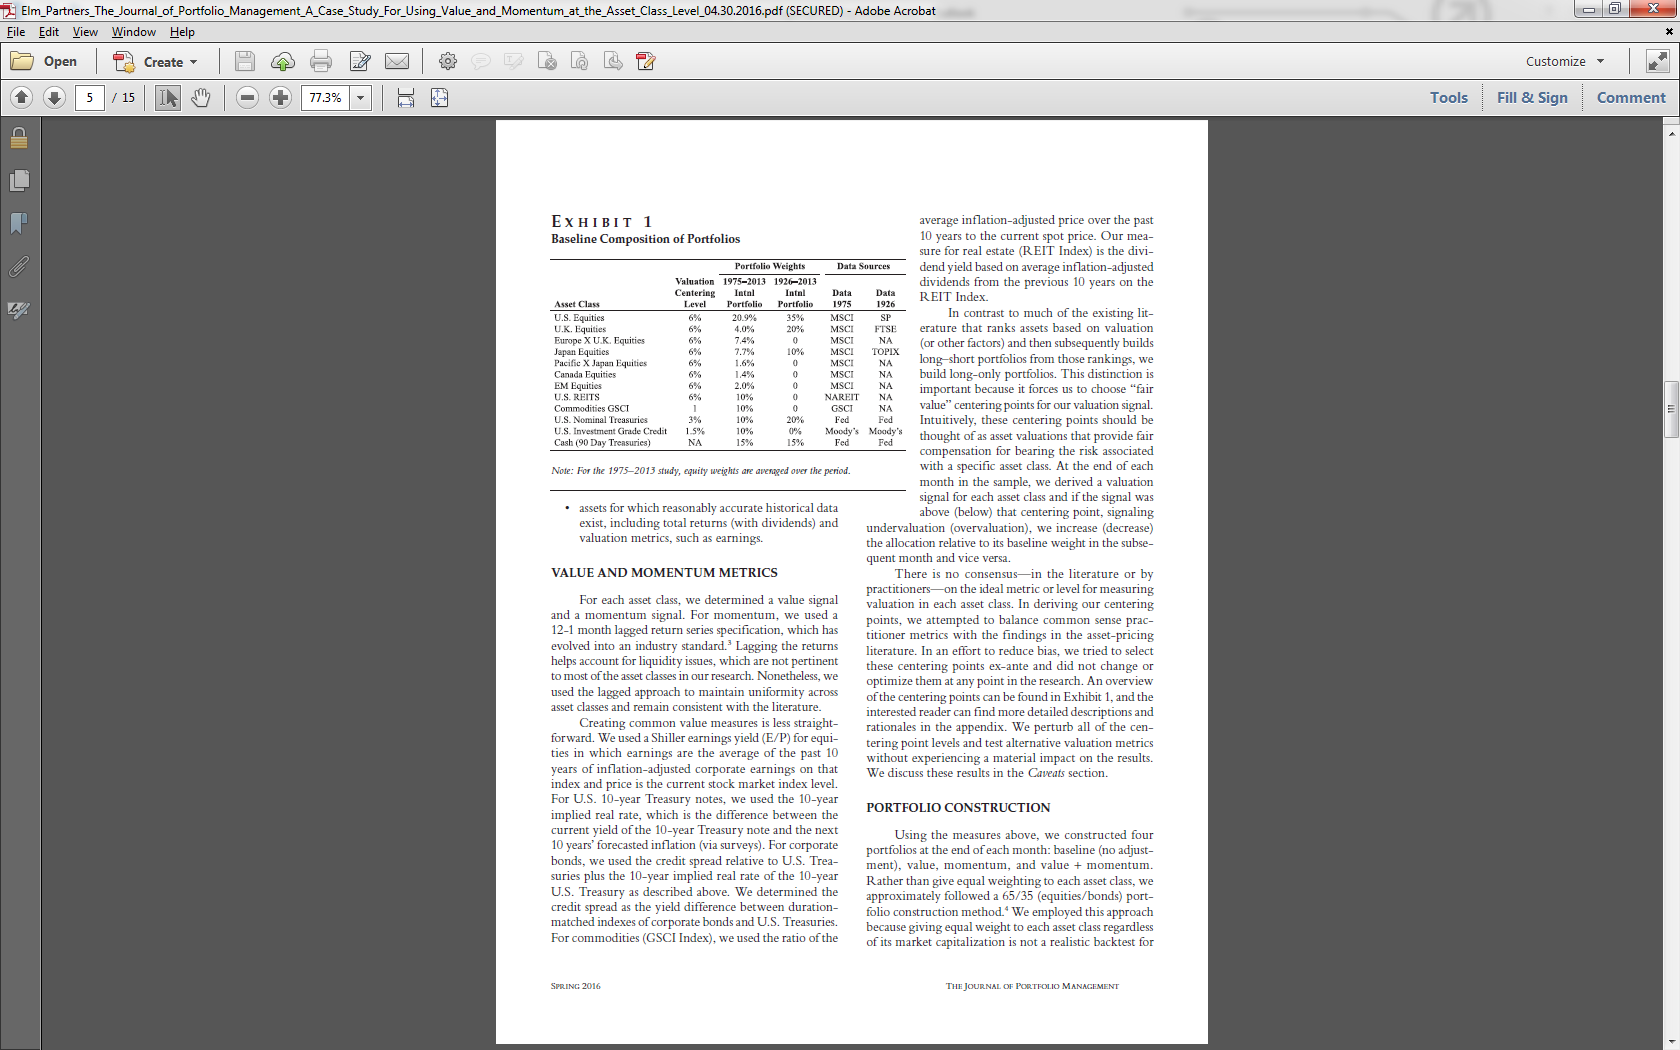 Elm_Partners_The_Journal_of_Portfolio_Management_A_Case_Study_For_Using_Value_and_Momentum_at_the_Asset_Class_Level_04.30.2016.pdf (SECURED) - Adobe Acrobat
File Edit View Window Help
Open Create Customize
5 / 15 77.3% Tools Fill & Sign Comment
EXHIBIT 1
Baseline Composition of Portfolios
Portfolio Weights Data Sources
Valuation 1975–2013 1926–2013
Centering Intnl Intnl Data Data
Asset Class Level Portfolio Portfolio 1975 1926
U.S. Equities 6% 20.9% 35% MSCI SP
U.K. Equities 6% 4.0% 20% MSCI FTSE
Europe X U.K. Equities 6% 7.4% 0 MSCI NA
Japan Equities 6% 7.7% 10% MSCI TOPIX
Pacific X Japan Equities 6% 1.6% 0 MSCI NA
Canada Equities 6% 1.4% 0 MSCI NA
EM Equities 6% 2.0% 0 MSCI NA
U.S. REITS 6% 10% 0 NAREIT NA
Commodities GSCI 1 10% 0 GSCI NA
U.S. Nominal Treasuries 3% 10% 20% Fed Fed
U.S. Investment Grade Credit 1.5% 10% 0% Moody's Moody's
Cash (90 Day Treasuries) NA 15% 15% Fed Fed
Note: For the 1975–2013 study, equity weights are averaged over the period.
• assets for which reasonably accurate historical data
exist, including total returns (with dividends) and
valuation metrics, such as earnings.
VALUE AND MOMENTUM METRICS
For each asset class, we determined a value signal
and a momentum signal. For momentum, we used a
12-1 month lagged return series specification, which has
evolved into an industry standard.³ Lagging the returns
helps account for liquidity issues, which are not pertinent
to most of the asset classes in our research. Nonetheless, we
used the lagged approach to maintain uniformity across
asset classes and remain consistent with the literature.
Creating common value measures is less straight-
forward. We used a Shiller earnings yield (E/P) for equi-
ties in which earnings are the average of the past 10
years of inflation-adjusted corporate earnings on that
index and price is the current stock market index level.
For U.S. 10-year Treasury notes, we used the 10-year
implied real rate, which is the difference between the
current yield of the 10-year Treasury note and the next
10 years' forecasted inflation (via surveys). For corporate
bonds, we used the credit spread relative to U.S. Trea-
suries plus the 10-year implied real rate of the 10-year
U.S. Treasury as described above. We determined the
credit spread as the yield difference between duration-
matched indexes of corporate bonds and U.S. Treasuries.
For commodities (GSCI Index), we used the ratio of the
average inflation-adjusted price over the past
10 years to the current spot price. Our mea-
sure for real estate (REIT Index) is the divi-
dend yield based on average inflation-adjusted
dividends from the previous 10 years on the
REIT Index.
In contrast to much of the existing lit-
erature that ranks assets based on valuation
(or other factors) and then subsequently builds
long–short portfolios from those rankings, we
build long-only portfolios. This distinction is
important because it forces us to choose “fair
value” centering points for our valuation signal.
Intuitively, these centering points should be
thought of as asset valuations that provide fair
compensation for bearing the risk associated
with a specific asset class. At the end of each
month in the sample, we derived a valuation
signal for each asset class and if the signal was
above (below) that centering point, signaling
undervaluation (overvaluation), we increase (decrease)
the allocation relative to its baseline weight in the subse-
quent month and vice versa.
There is no consensus—in the literature or by
practitioners—on the ideal metric or level for measuring
valuation in each asset class. In deriving our centering
points, we attempted to balance common sense prac-
titioner metrics with the findings in the asset-pricing
literature. In an effort to reduce bias, we tried to select
these centering points ex-ante and did not change or
optimize them at any point in the research. An overview
of the centering points can be found in Exhibit 1, and the
interested reader can find more detailed descriptions and
rationales in the appendix. We perturb all of the cen-
tering point levels and test alternative valuation metrics
without experiencing a material impact on the results.
We discuss these results in the Caveats section.
PORTFOLIO CONSTRUCTION
Using the measures above, we constructed four
portfolios at the end of each month: baseline (no adjust-
ment), value, momentum, and value + momentum.
Rather than give equal weighting to each asset class, we
approximately followed a 65/35 (equities/bonds) port-
folio construction method.⁴ We employed this approach
because giving equal weight to each asset class regardless
of its market capitalization is not a realistic backtest for
SPRING 2016 THE JOURNAL OF PORTFOLIO MANAGEMENT